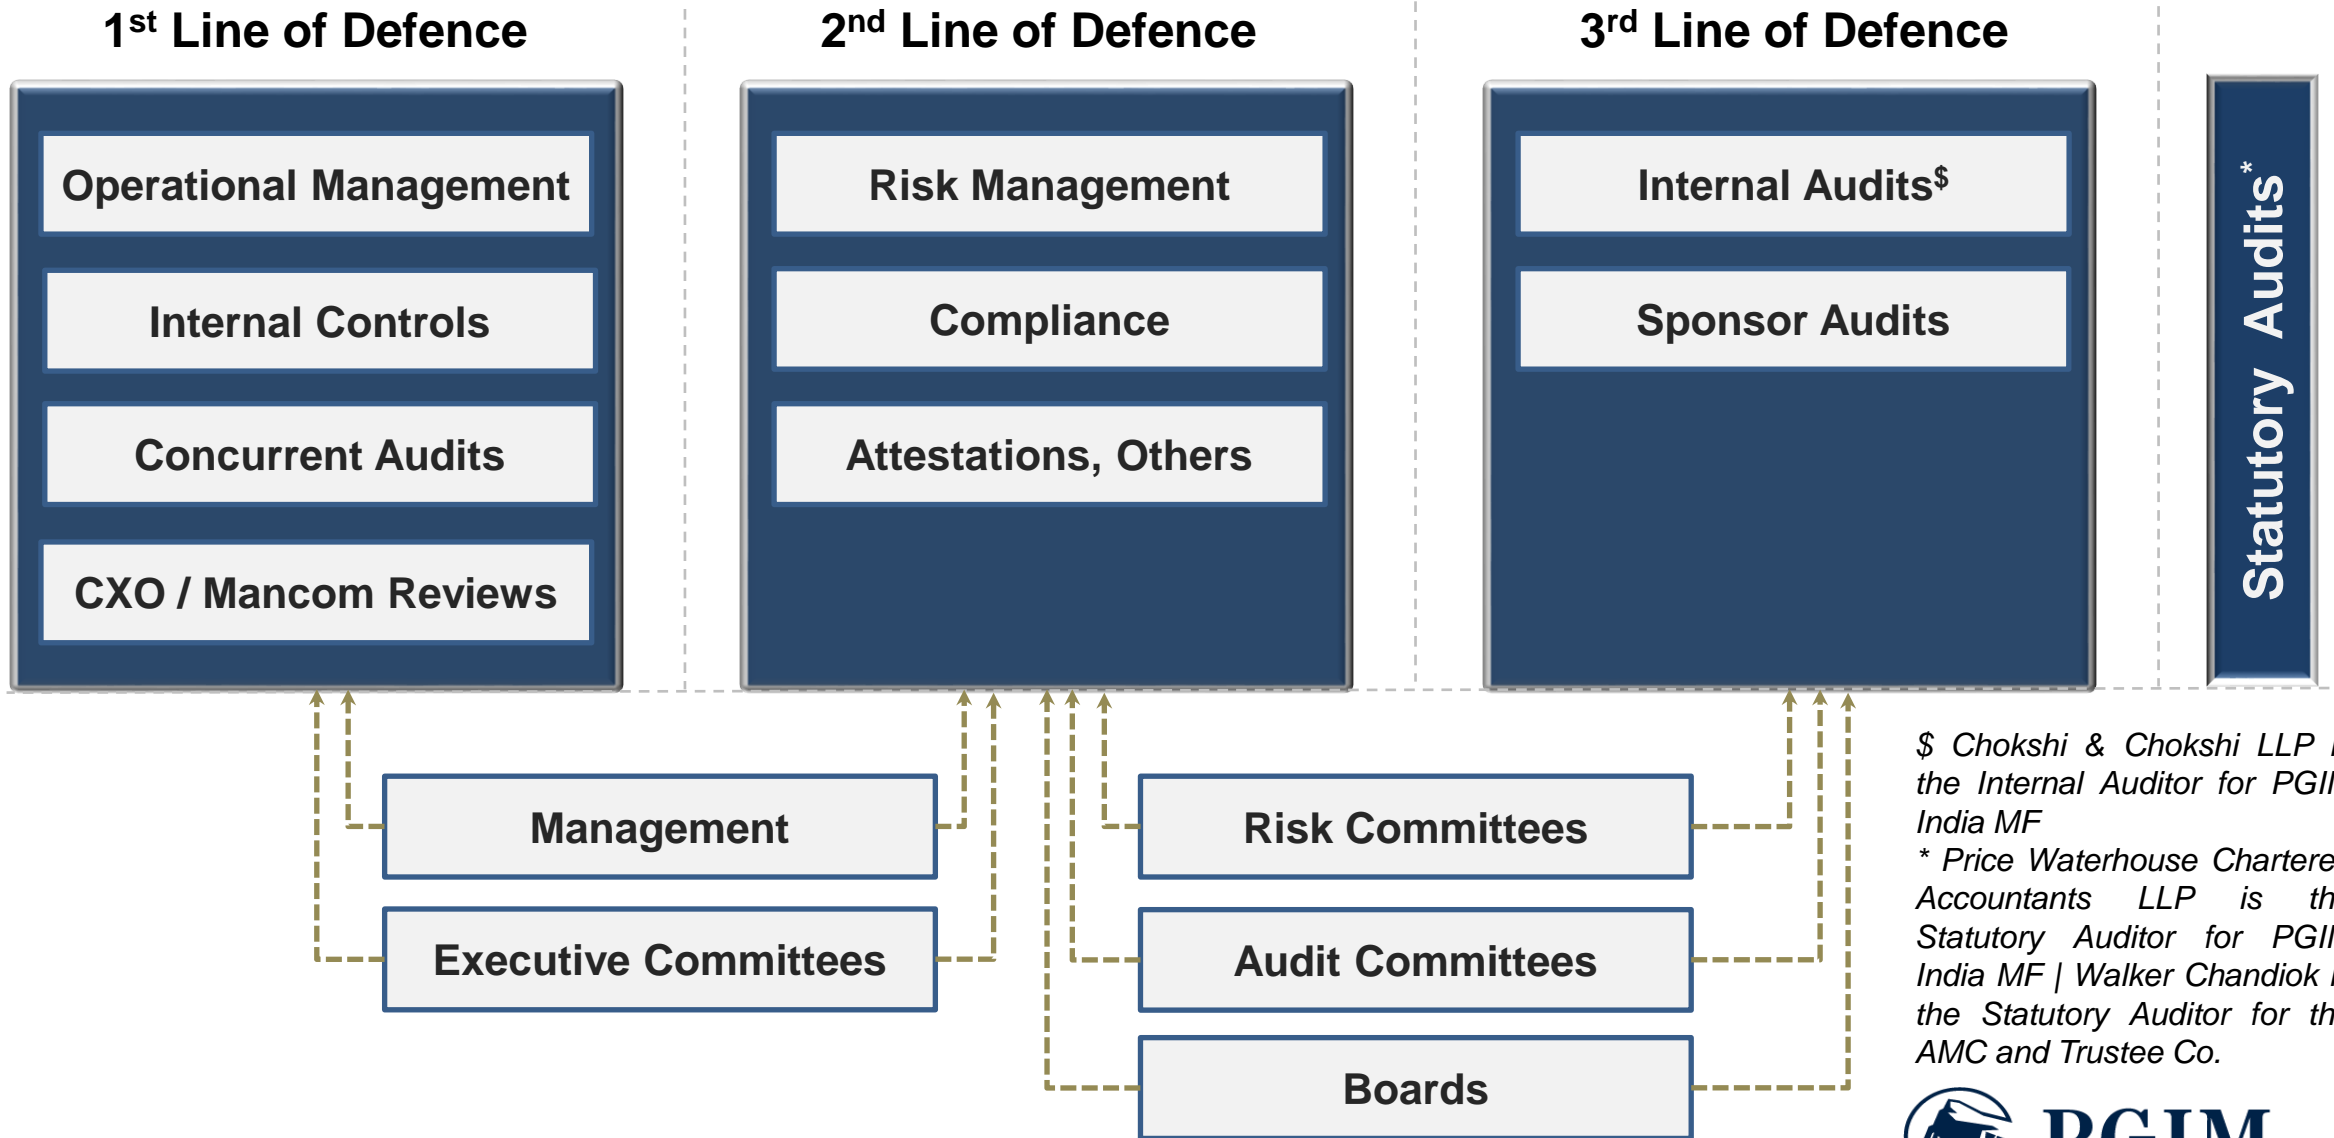 1st Line of Defence
2nd Line of Defence
3rd Line of Defence
Operational Management
Internal Controls
Concurrent Audits
CXO / Mancom Reviews
Risk Management
Compliance
Attestations, Others
Internal Audits$
Sponsor Audits
Statutory Audits*
Management
Executive Committees
Risk Committees
Audit Committees
Boards
$ Chokshi & Chokshi LLP
the Internal Auditor for
India MF
* Price Waterhouse
Accountants LLP is
Statutory Auditor for
India MF | Walker Chandiok
the Statutory Auditor for
AMC and Trustee Co.
PGIM